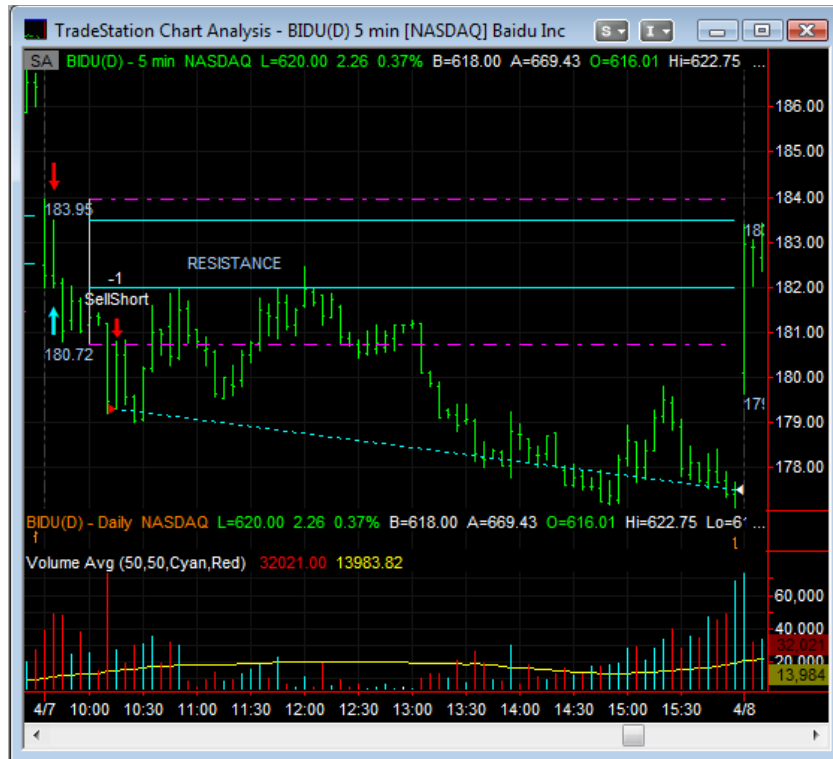 TradeStation Chart Analysis - BIDU(D) 5 min [NASDAQ] Baidu Inc S I
SA BIDU(D) - 5 min NASDAQ L=620.00 2.26 0.37% B=618.00 A=669.43 O=616.01 Hi=622.75 ...
186.00
185.00
184.00
183.95
183.00
RESISTANCE
-1
182.00
SellShort
181.00
180.72
180.00
179.00
178.00
BIDU(D) - Daily NASDAQ L=620.00 2.26 0.37% B=618.00 A=669.43 O=616.01 Hi=622.75 Lo=6 ...
Volume Avg (50,50,Cyan,Red) 32021.00 13983.82
60,000
40,000
32,021
20,000
13,984
4/7 10:00 10:30 11:00 11:30 12:00 12:30 13:00 13:30 14:00 14:30 15:00 15:30 4/8